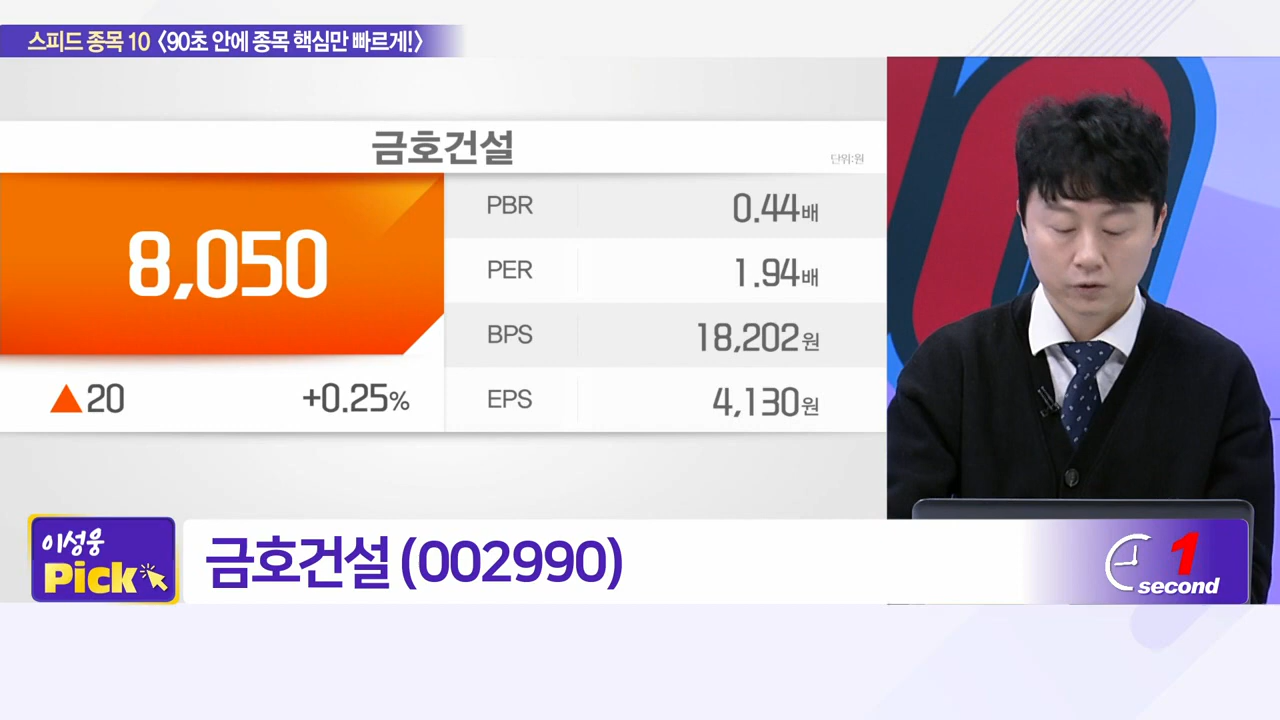 스피드 종목 10 <90초 안에 종목 핵심만 빠르게!>
금호건설
단위:원
8,050
▲20 +0.25%
PBR 0.44배
PER 1.94배
BPS 18,202원
EPS 4,130원
이성웅
Pick
금호건설 (002990)
1
second